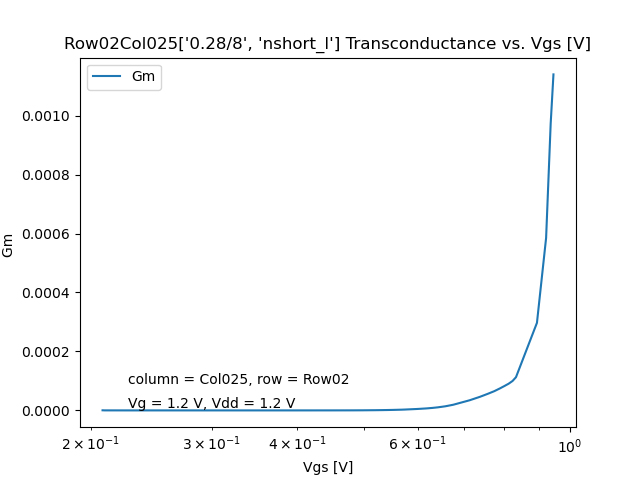 Row02Col025['0.28/8', 'nshort_l'] Transconductance vs. Vgs [V]
Gm
0.0010
0.0008
0.0006
0.0004
0.0002
0.0000
Gm
column = Col025, row = Row02
Vg = 1.2 V, Vdd = 1.2 V
2 × 10⁻¹
3 × 10⁻¹
4 × 10⁻¹
6 × 10⁻¹
10⁰
Vgs [V]